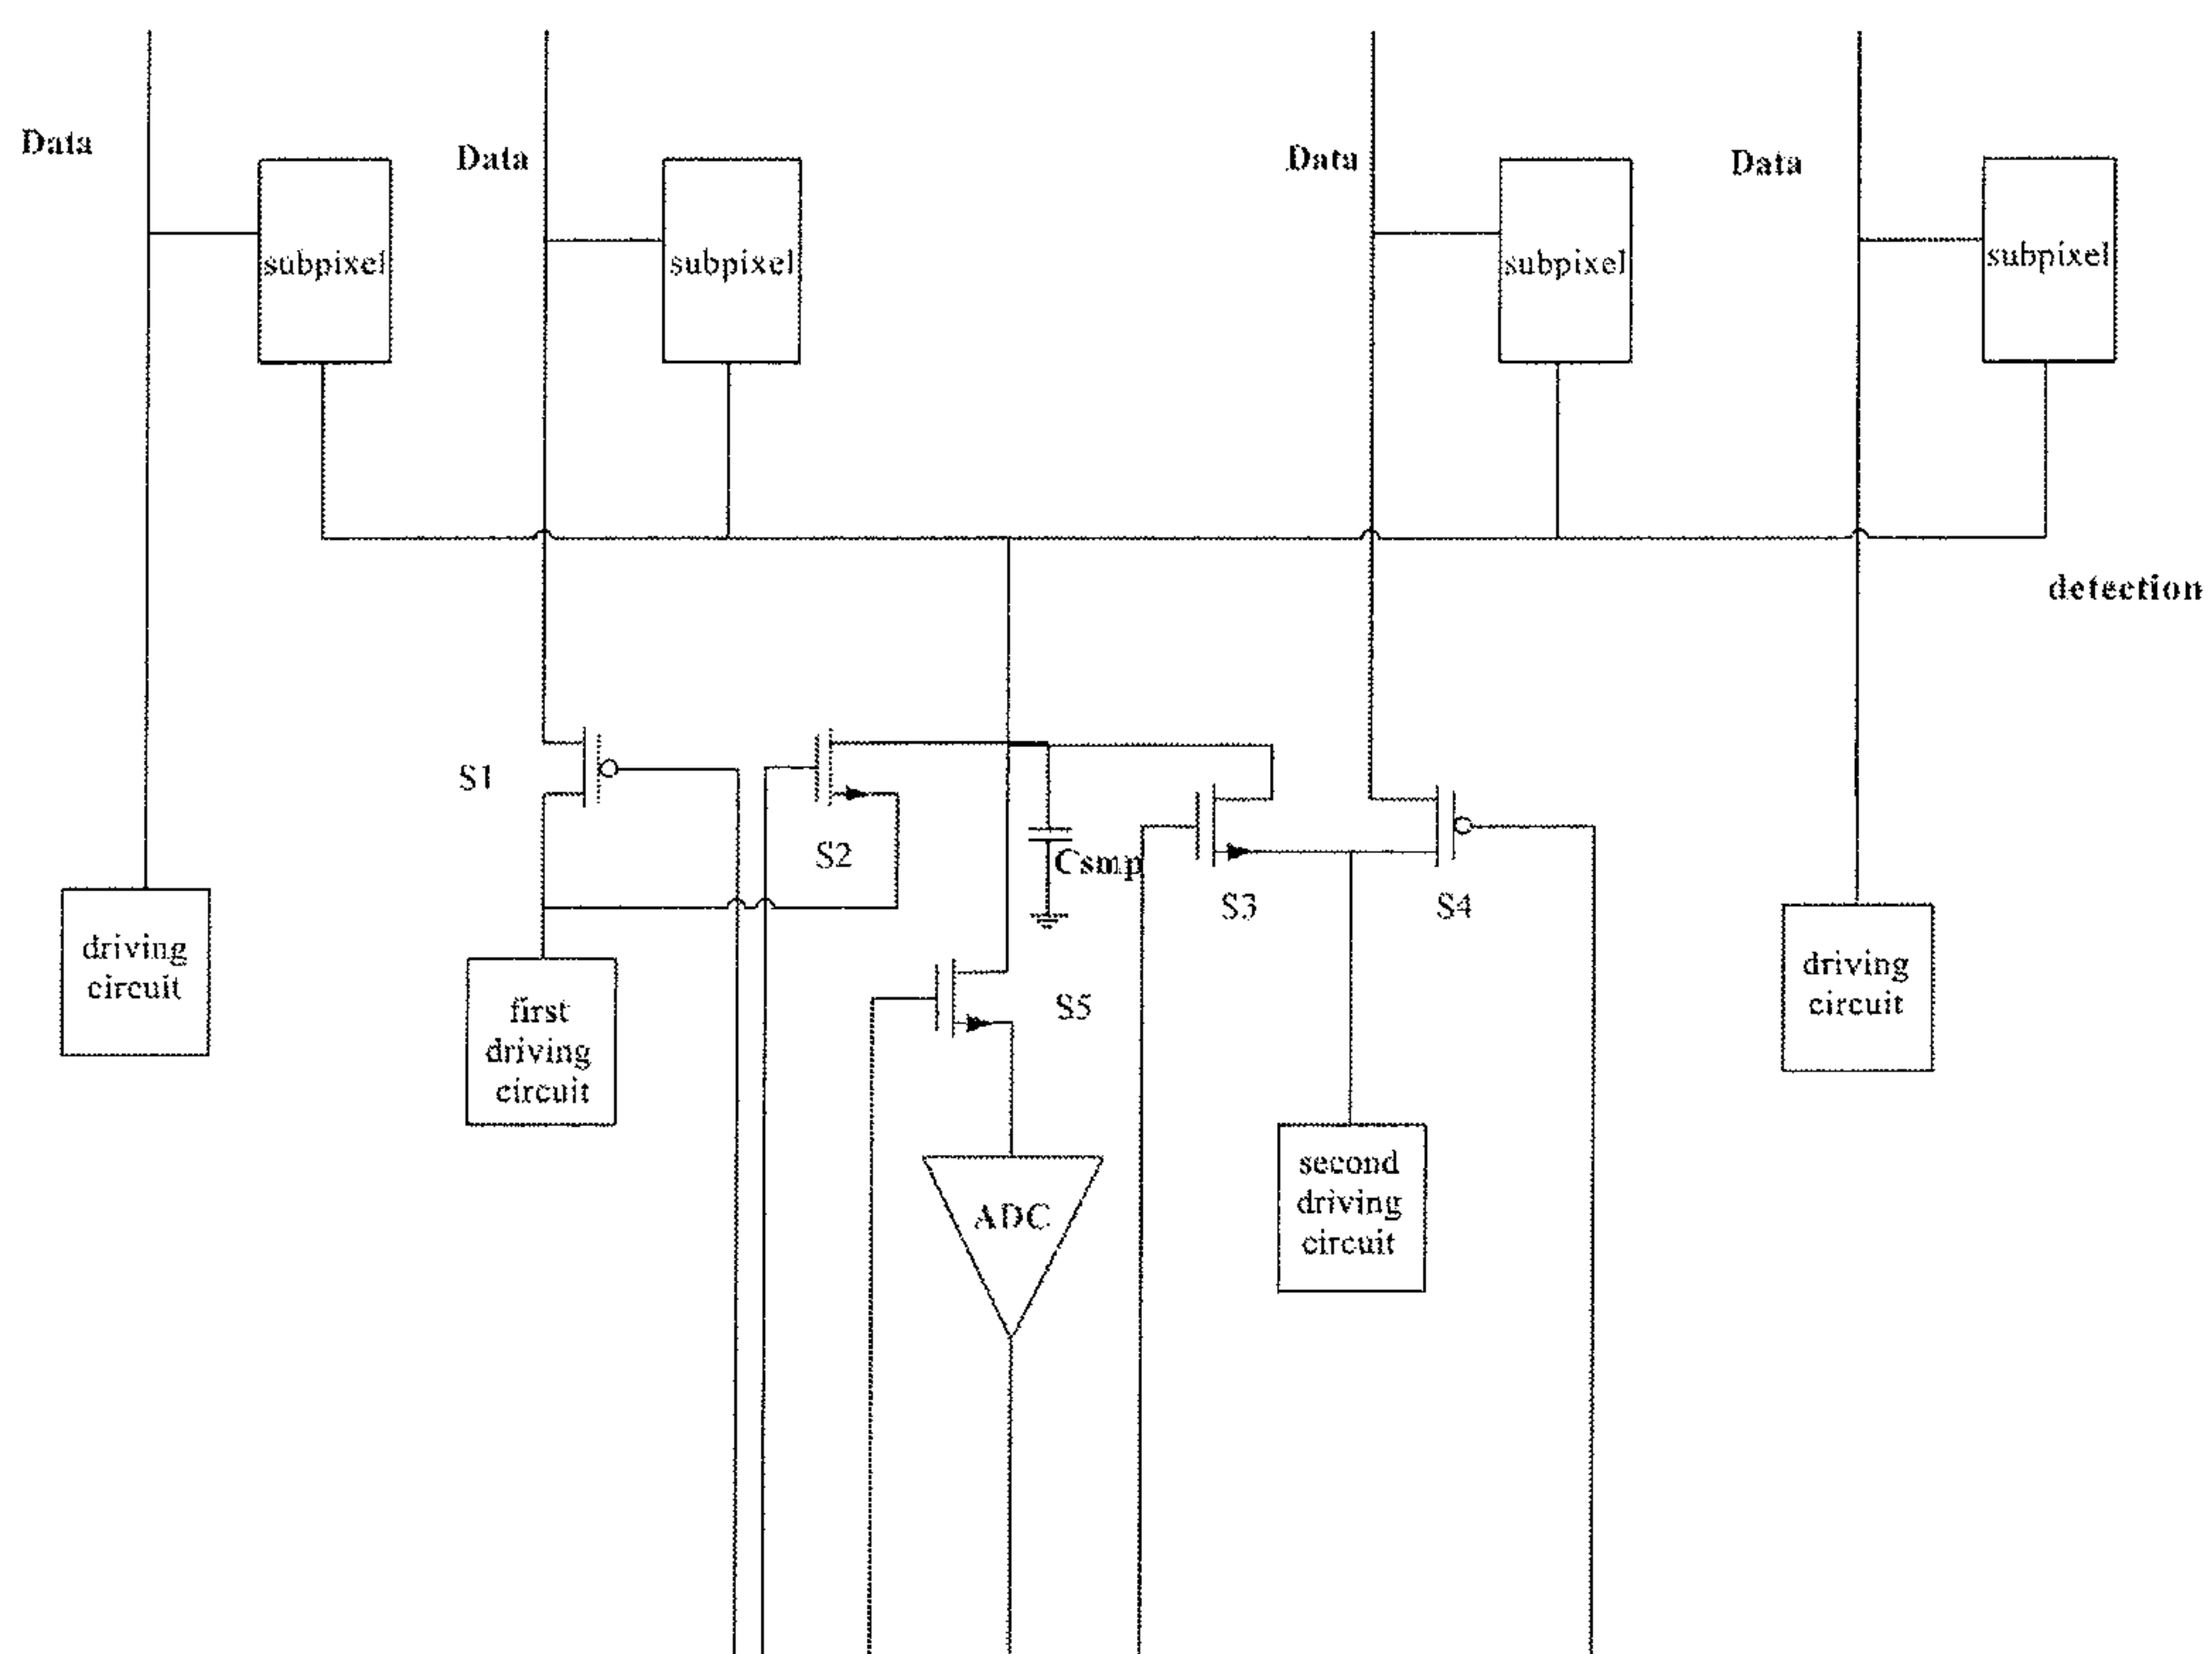 Data
Data
Data
Data
subpixel
subpixel
subpixel
subpixel
detection
S1
S2
Csmp
S3
S4
driving
circuit
first
driving
circuit
S5
driving
circuit
ADC
second
driving
circuit